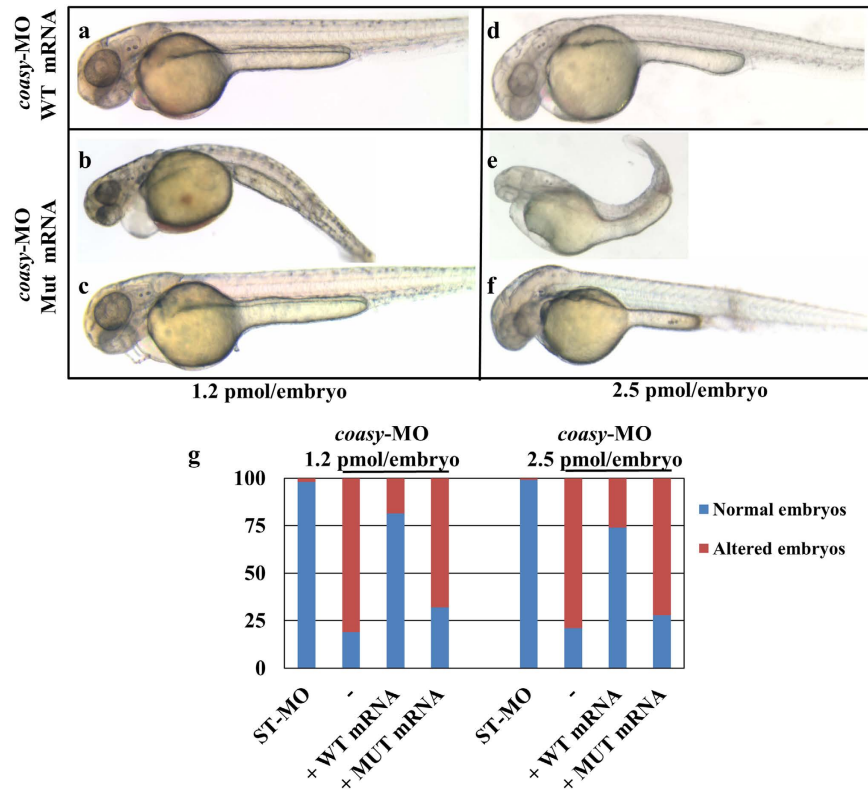 coasy-MO
WT mRNA
a
d
coasy-MO
Mut mRNA
b
e
c
f
1.2 pmol/embryo
2.5 pmol/embryo
g
coasy-MO
1.2 pmol/embryo
coasy-MO
2.5 pmol/embryo
100
75
50
25
0
Normal embryos
Altered embryos
ST-MO
-
+ WT mRNA
+ MUT mRNA
ST-MO
-
+ WT mRNA
+ MUT mRNA